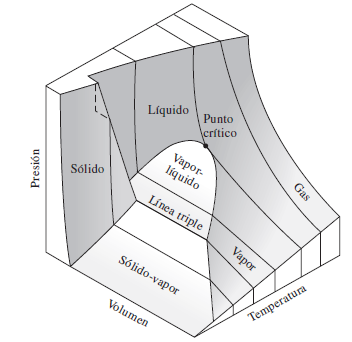 Líquido
Punto
crítico
Sólido
Vapor-
líquido
Gas
Línea triple
Vapor
Sólido-vapor
Presión
Volumen
Temperatura